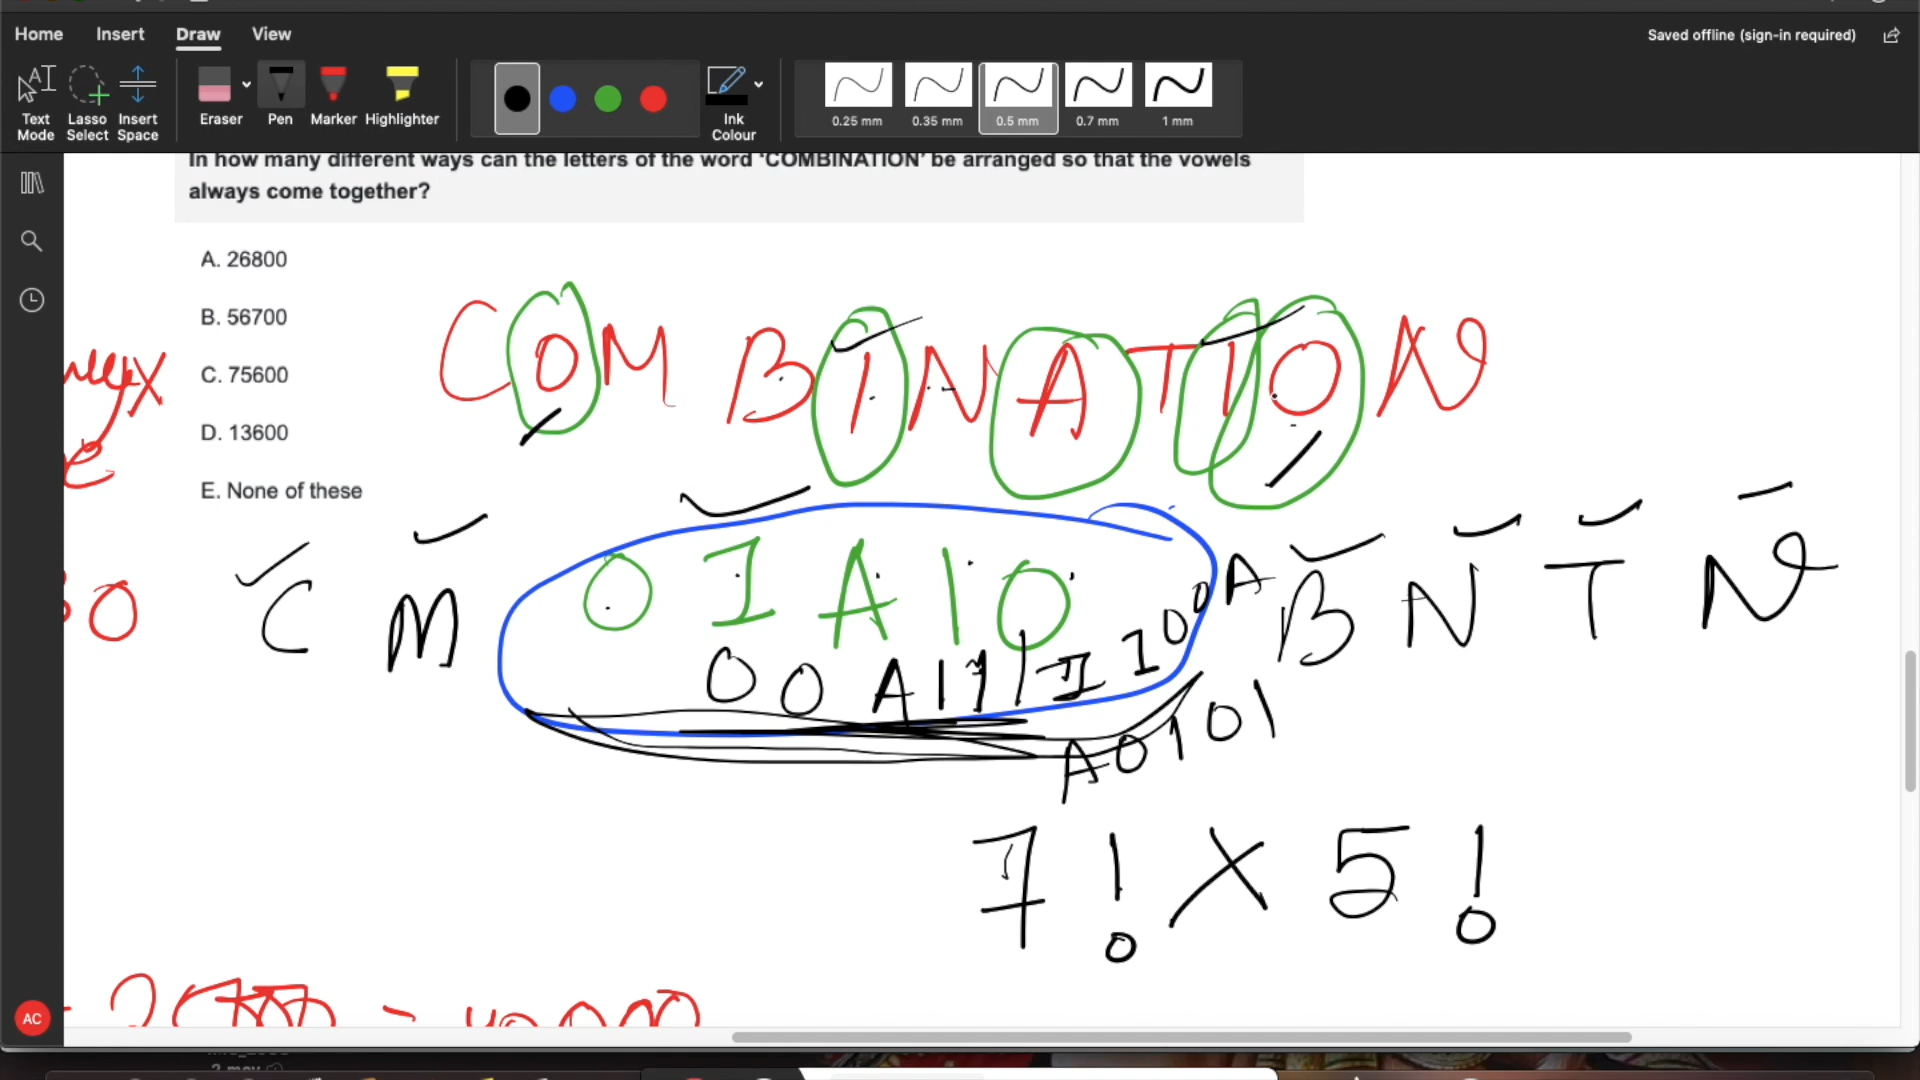 Home Insert Draw View
Saved offline (sign-in required)
Text Mode
Lasso Select
Insert Space
Eraser
Pen
Marker
Highlighter
Ink Colour
0.25 mm
0.35 mm
0.5 mm
0.7 mm
1 mm
In how many different ways can the letters of the word ‘COMBINATION’ be arranged so that the vowels
always come together?
A. 26800
B. 56700
C. 75600
D. 13600
E. None of these
COMBINATION
C M O I A I O B N T N
7! X 5!
AC